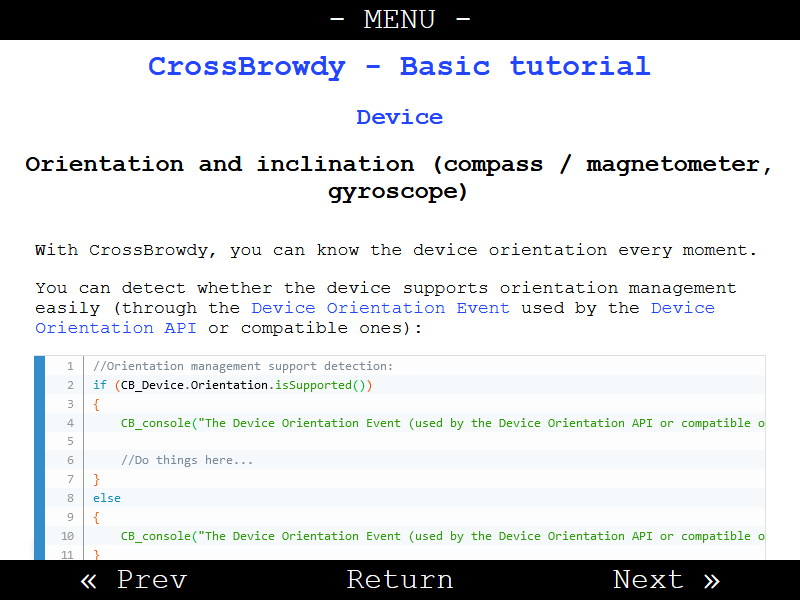 - MENU -
CrossBrowdy - Basic tutorial
Device
Orientation and inclination (compass / magnetometer,
gyroscope)
With CrossBrowdy, you can know the device orientation every moment.
You can detect whether the device supports orientation management
easily (through the Device Orientation Event used by the Device
Orientation API or compatible ones):
1 //Orientation management support detection:
2 if (CB_Device.Orientation.isSupported())
3 {
4 CB_console("The Device Orientation Event (used by the Device Orientation API or compatible o
5
6 //Do things here...
7 }
8 else
9 {
10 CB_console("The Device Orientation Event (used by the Device Orientation API or compatible o
11 }
« Prev Return Next »